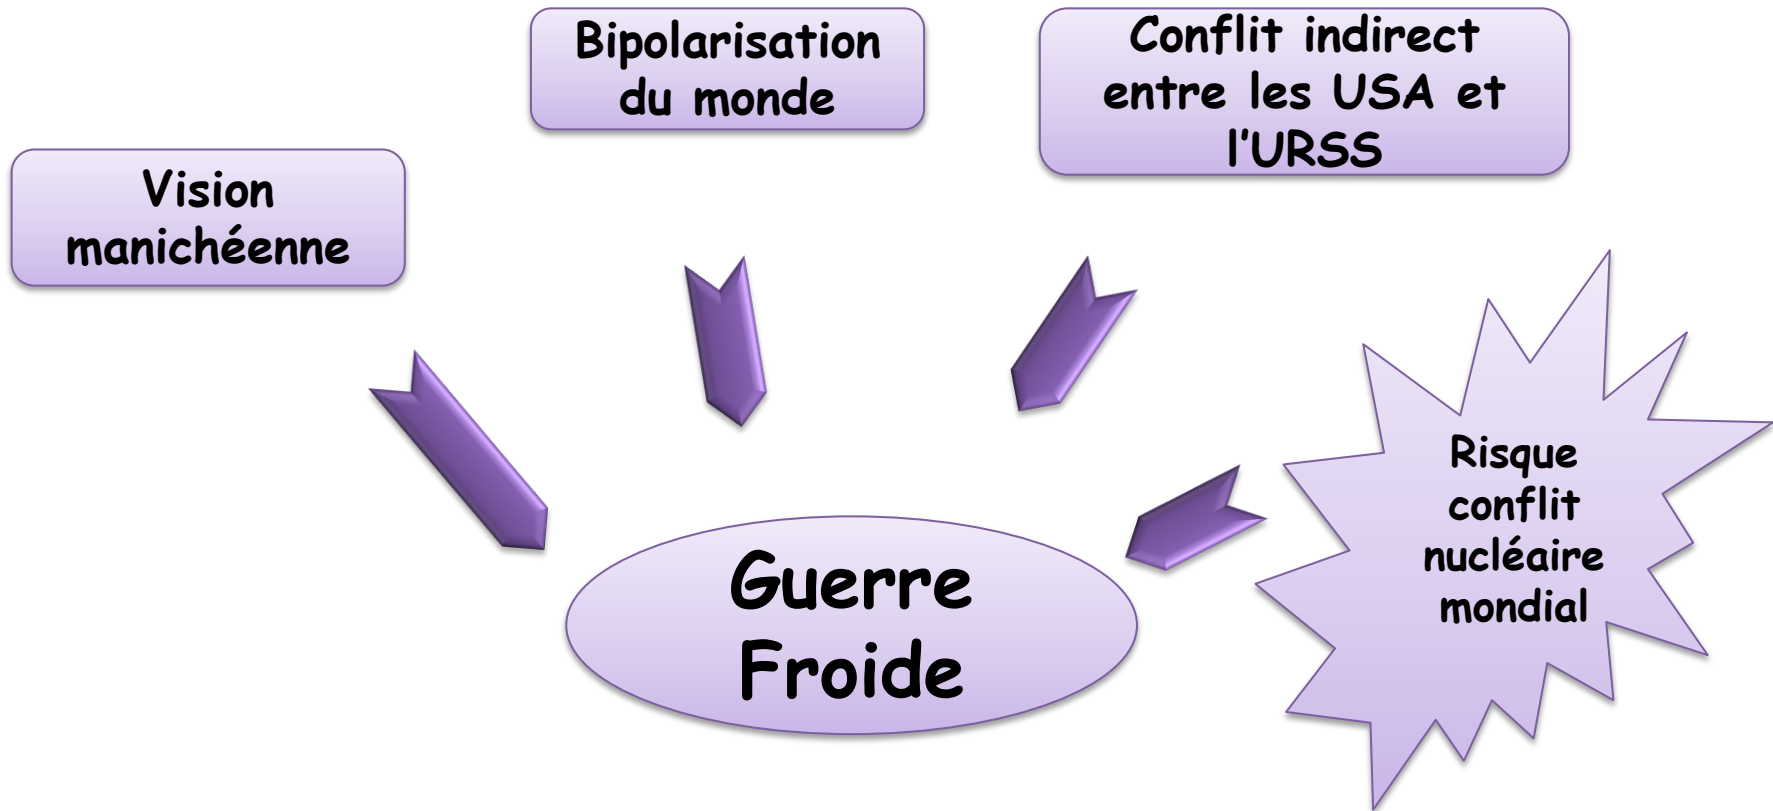 Bipolarisation
du monde
Conflit indirect
entre les USA et
l'URSS
Vision
manichéenne
Risque
conflit
nucléaire
mondial
Guerre
Froide